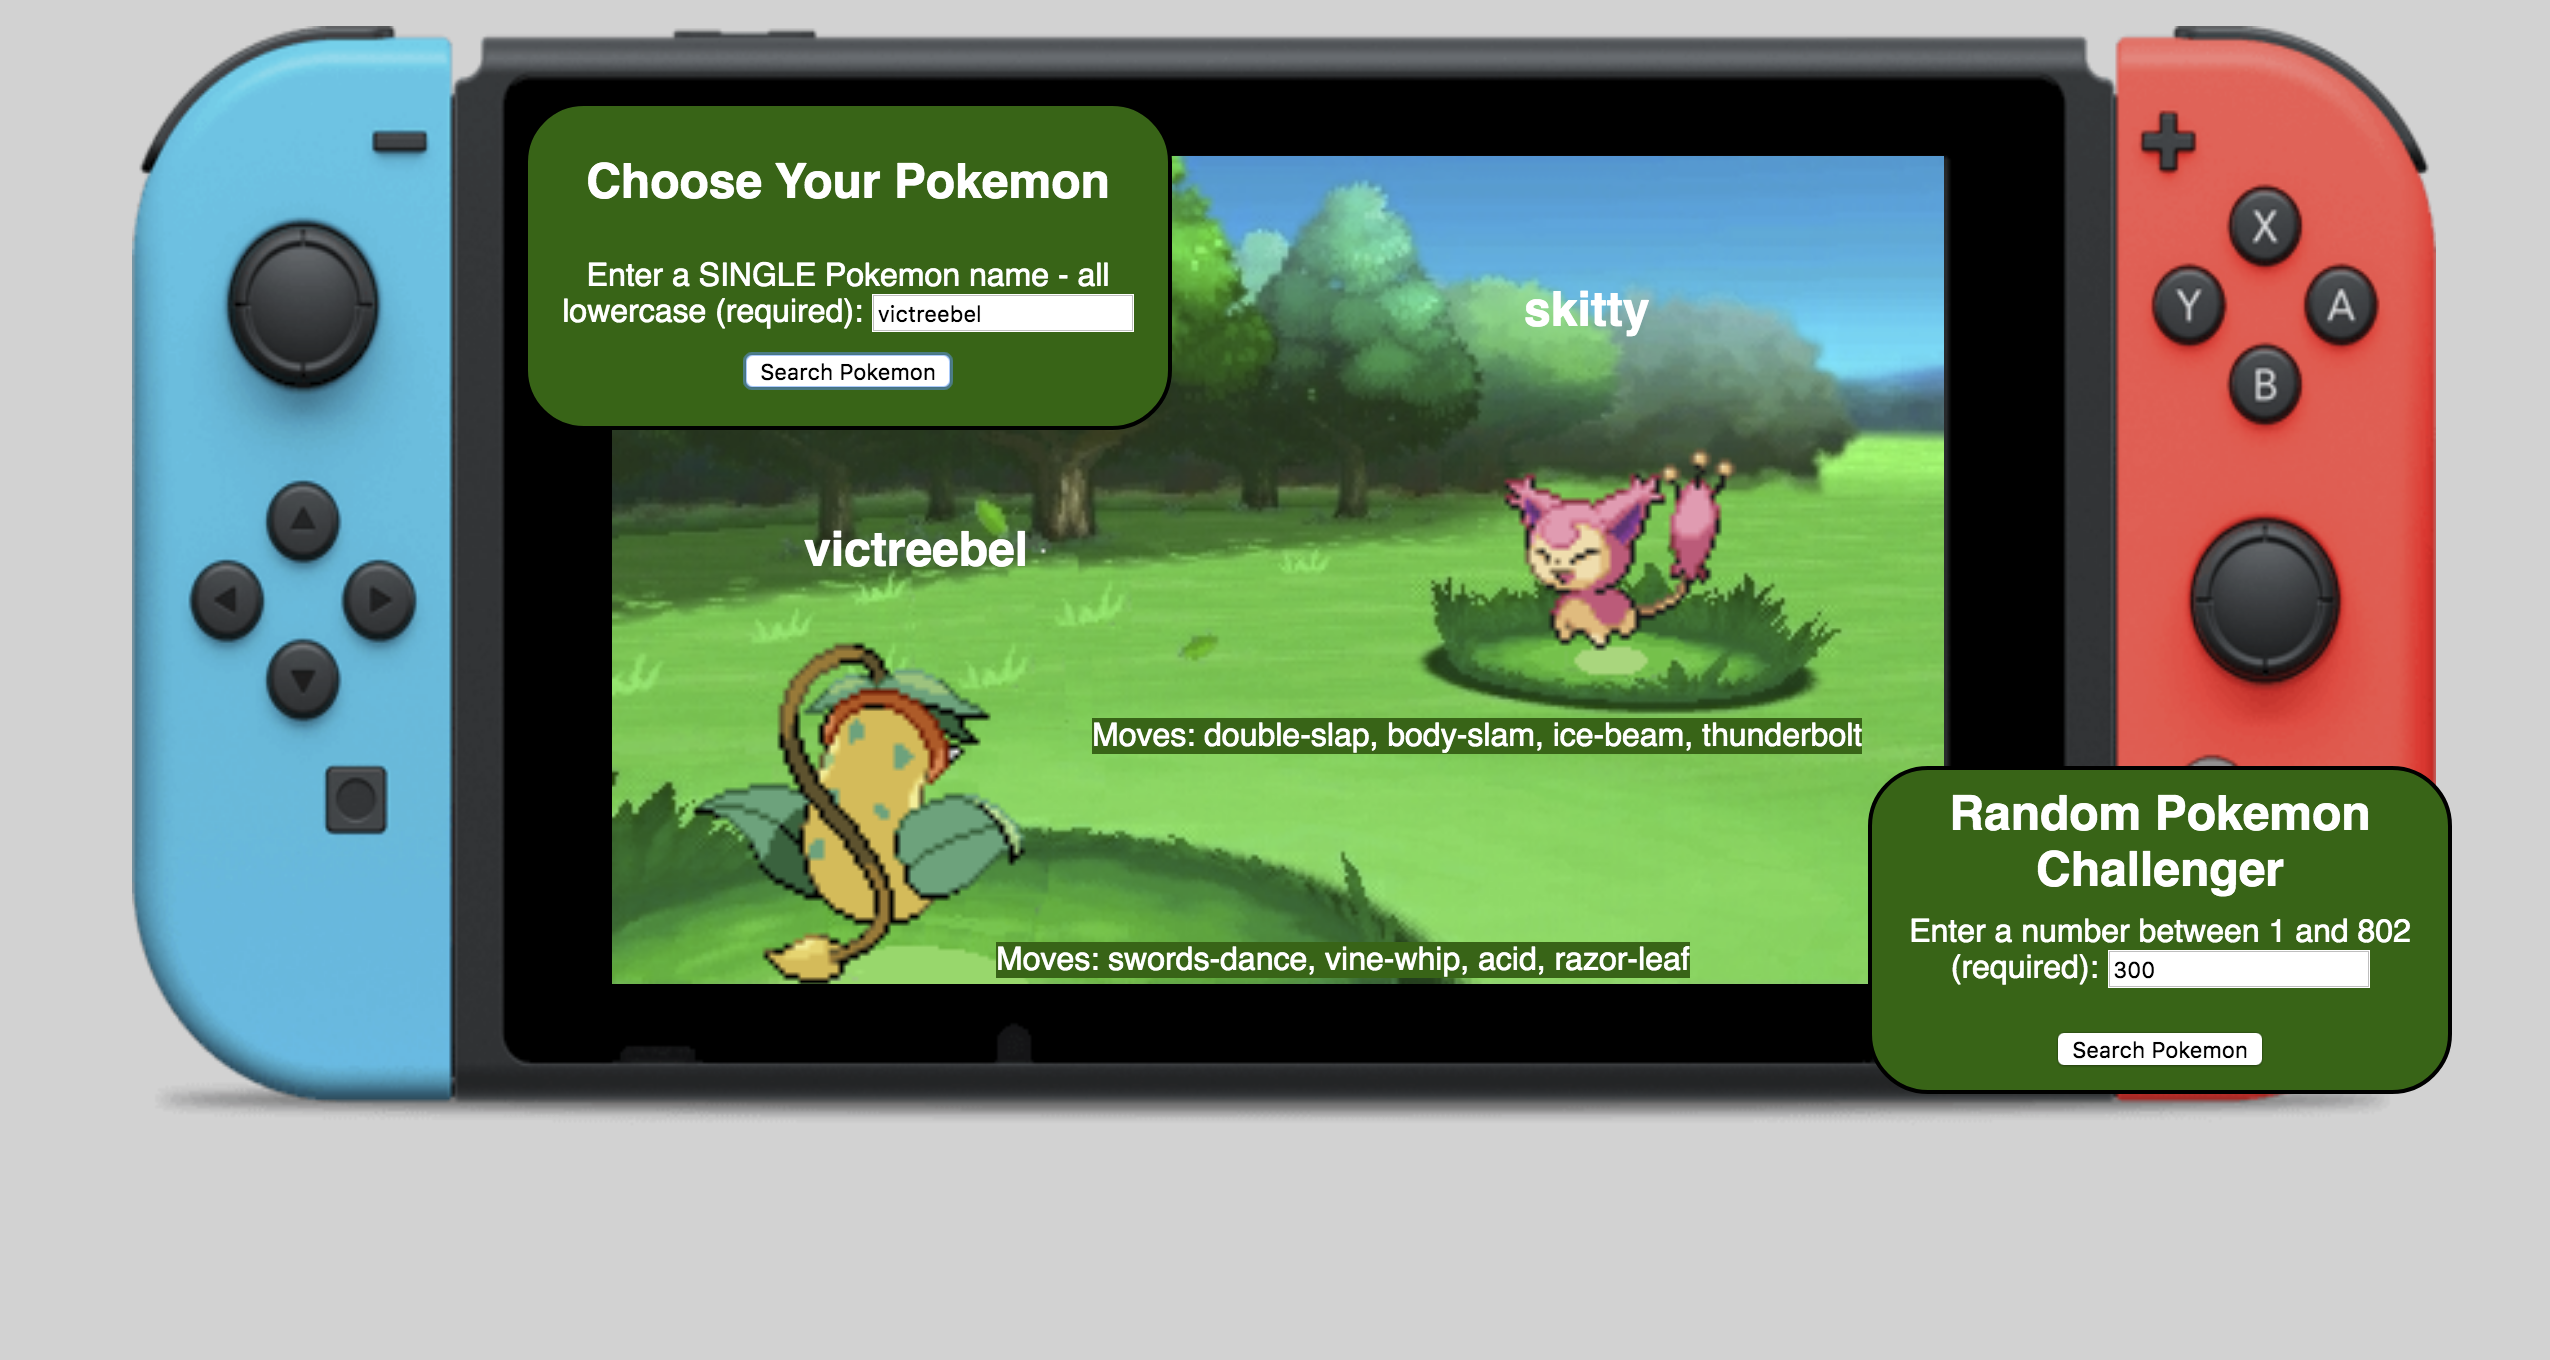 Choose Your Pokemon
Enter a SINGLE Pokemon name - all
lowercase (required): victreebel
Search Pokemon
skitty
victreebel
Moves: double-slap, body-slam, ice-beam, thunderbolt
Moves: swords-dance, vine-whip, acid, razor-leaf
X
Y
A
B
Random Pokemon
Challenger
Enter a number between 1 and 802
(required): 300
Search Pokemon